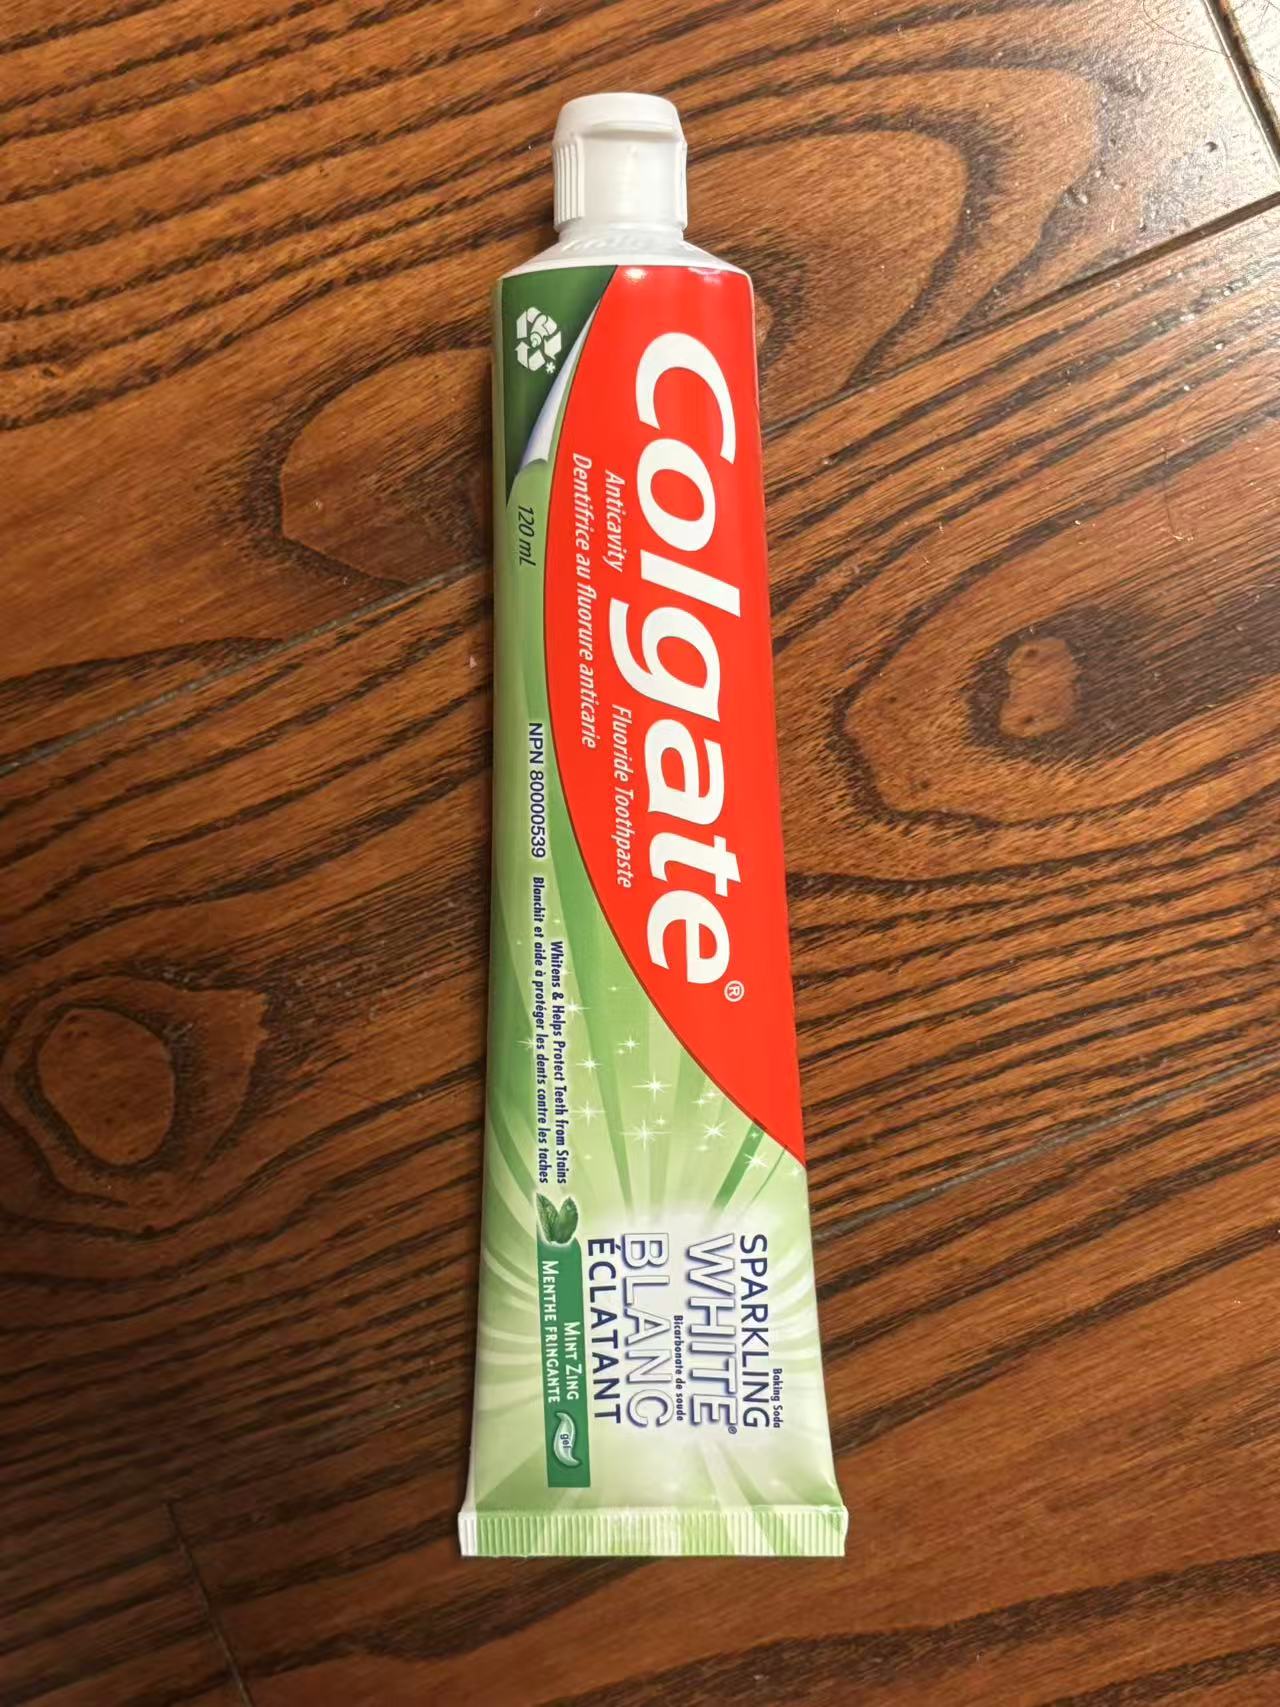 Colgate®
Anticavity Fluoride Toothpaste
Dentifrice au fluorure anticarie
120 mL
NPN 80000539
Whitens & Helps Protect Teeth from Stains
Blanchit et aide à protéger les dents contre les taches
Baking Soda
SPARKLING
WHITE®
Bicarbonate de soude
BLANC
ÉCLATANT
MINT ZING
MENTHE FRINGANTE
gel